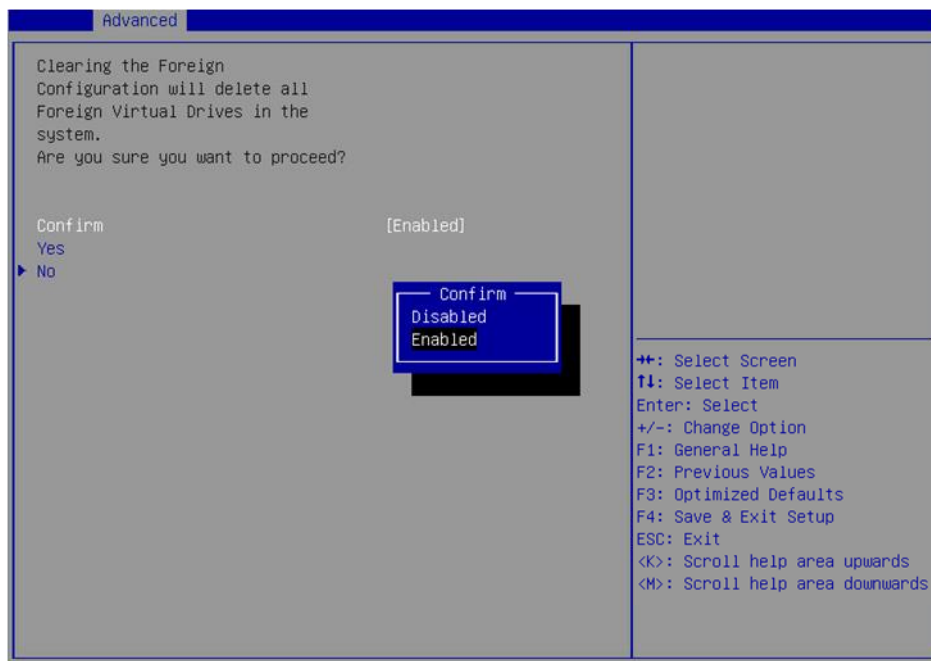 Advanced
Clearing the Foreign
Configuration will delete all
Foreign Virtual Drives in the
system.
Are you sure you want to proceed?
Confirm [Enabled]
Yes
No
Confirm
Disabled
Enabled
→←: Select Screen
↑↓: Select Item
Enter: Select
+/-: Change Option
F1: General Help
F2: Previous Values
F3: Optimized Defaults
F4: Save & Exit Setup
ESC: Exit
<K>: Scroll help area upwards
<M>: Scroll help area downwards